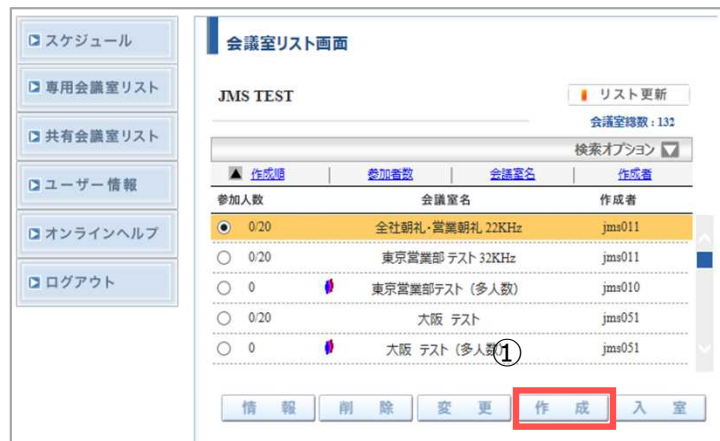 スケジュール
専用会議室リスト
共有会議室リスト
ユーザー情報
オンラインヘルプ
ログアウト
会議室リスト画面
JMS TEST
リスト更新
会議室総数 : 132
検索オプション
▲ 作成順 | 参加者数 | 会議室名 | 作成者
参加人数 会議室名 作成者
0/20 全社朝礼・営業朝礼 22KHz jms011
0/20 東京営業部 テスト 32KHz jms011
0 東京営業部テスト（多人数） jms010
0/20 大阪 テスト jms051
0 大阪 テスト（多人数） jms051
①
情 報 削 除 変 更 作 成 入 室